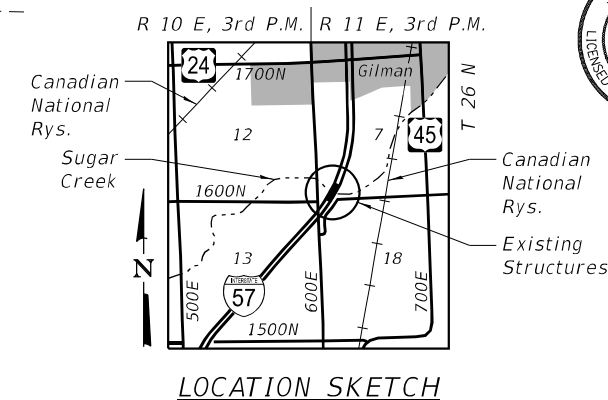 R 10 E, 3rd P.M.
R 11 E, 3rd P.M.
LICENSED
24
1700N
Gilman
T 26 N
Canadian
National
Rys.
12
7
45
Sugar
Creek
Canadian
National
Rys.
1600N
Existing
Structures
N
13
18
INTERSTATE
57
500E
600E
700E
1500N
LOCATION SKETCH